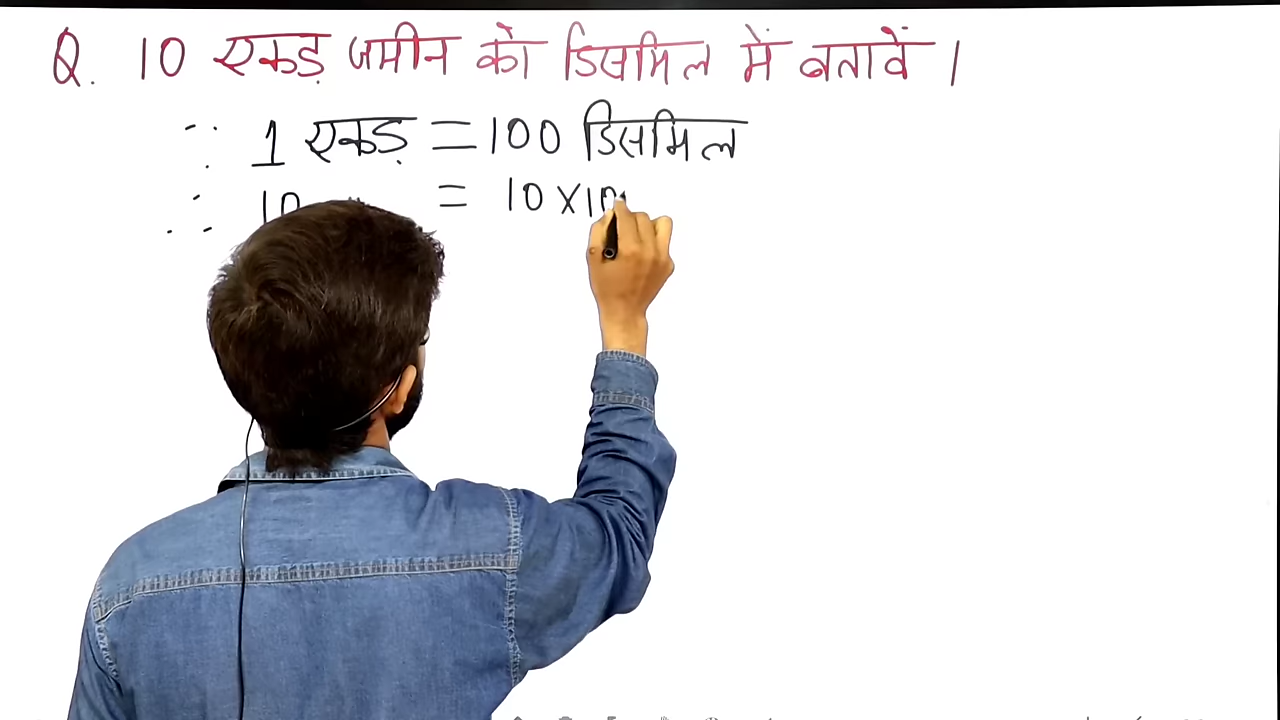 Q. 10 एकड़ जमीन को डिसमिल में बतावें ।
∵ 1 एकड़ = 100 डिसमिल
∴ 10 = 10 × 10